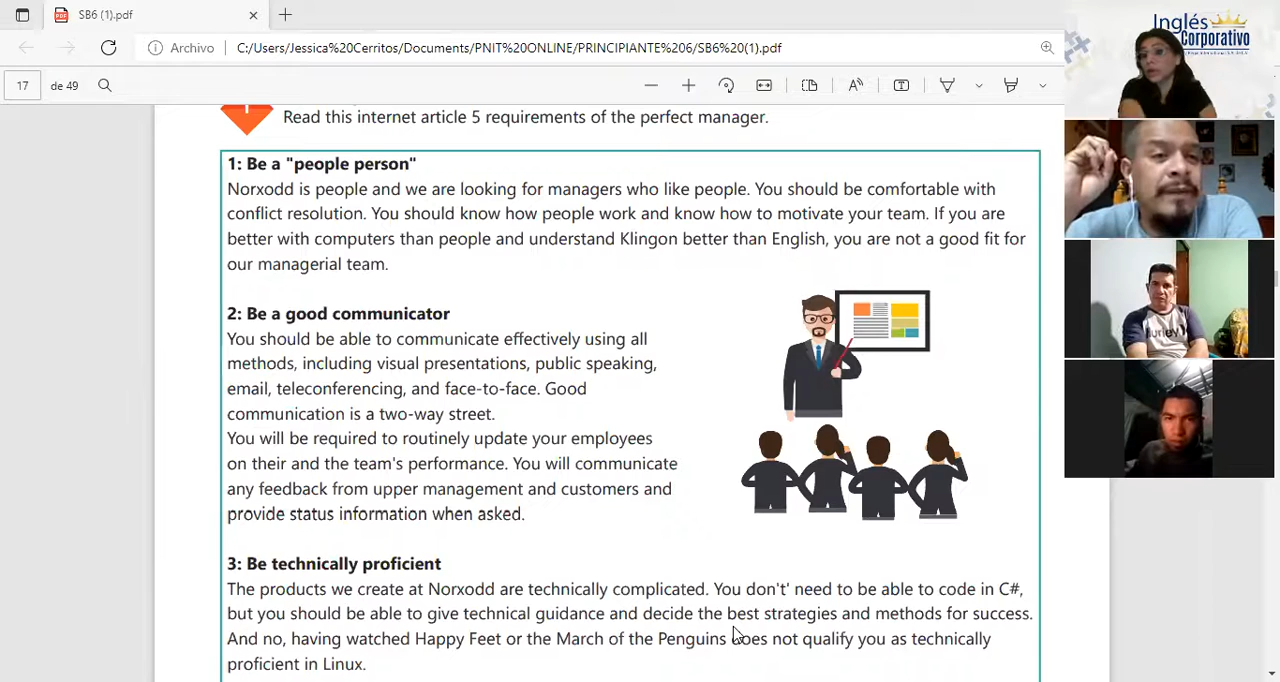 SB6 (1).pdf
Archivo
C:/Users/Jessica%20Cerritos/Documents/PNIT%20ONLINE/PRINCIPIANTE%206/SB6%20(1).pdf
17 de 49
Read this internet article 5 requirements of the perfect manager.
1: Be a "people person"
Norxodd is people and we are looking for managers who like people. You should be comfortable with
conflict resolution. You should know how people work and know how to motivate your team. If you are
better with computers than people and understand Klingon better than English, you are not a good fit for
our managerial team.
2: Be a good communicator
You should be able to communicate effectively using all
methods, including visual presentations, public speaking,
email, teleconferencing, and face-to-face. Good
communication is a two-way street.
You will be required to routinely update your employees
on their and the team's performance. You will communicate
any feedback from upper management and customers and
provide status information when asked.
3: Be technically proficient
The products we create at Norxodd are technically complicated. You don't' need to be able to code in C#,
but you should be able to give technical guidance and decide the best strategies and methods for success.
And no, having watched Happy Feet or the March of the Penguins does not qualify you as technically
proficient in Linux.
Inglés
Corporativo